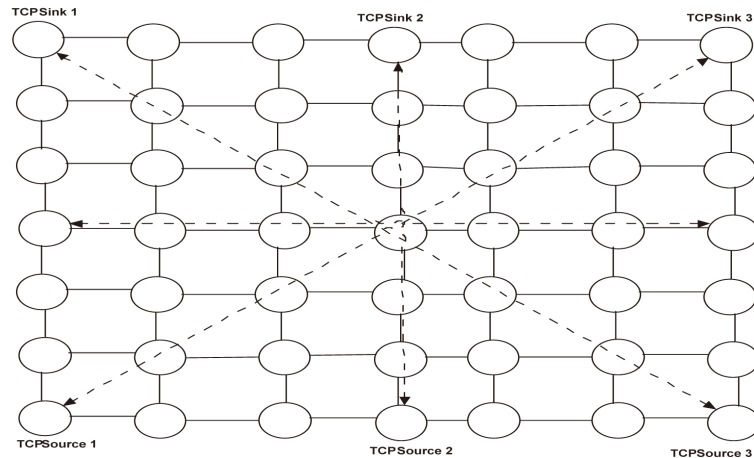 TCPSink 1
TCPSink 2
TCPSink 3
TCPSource 1
TCPSource 2
TCPSource 3